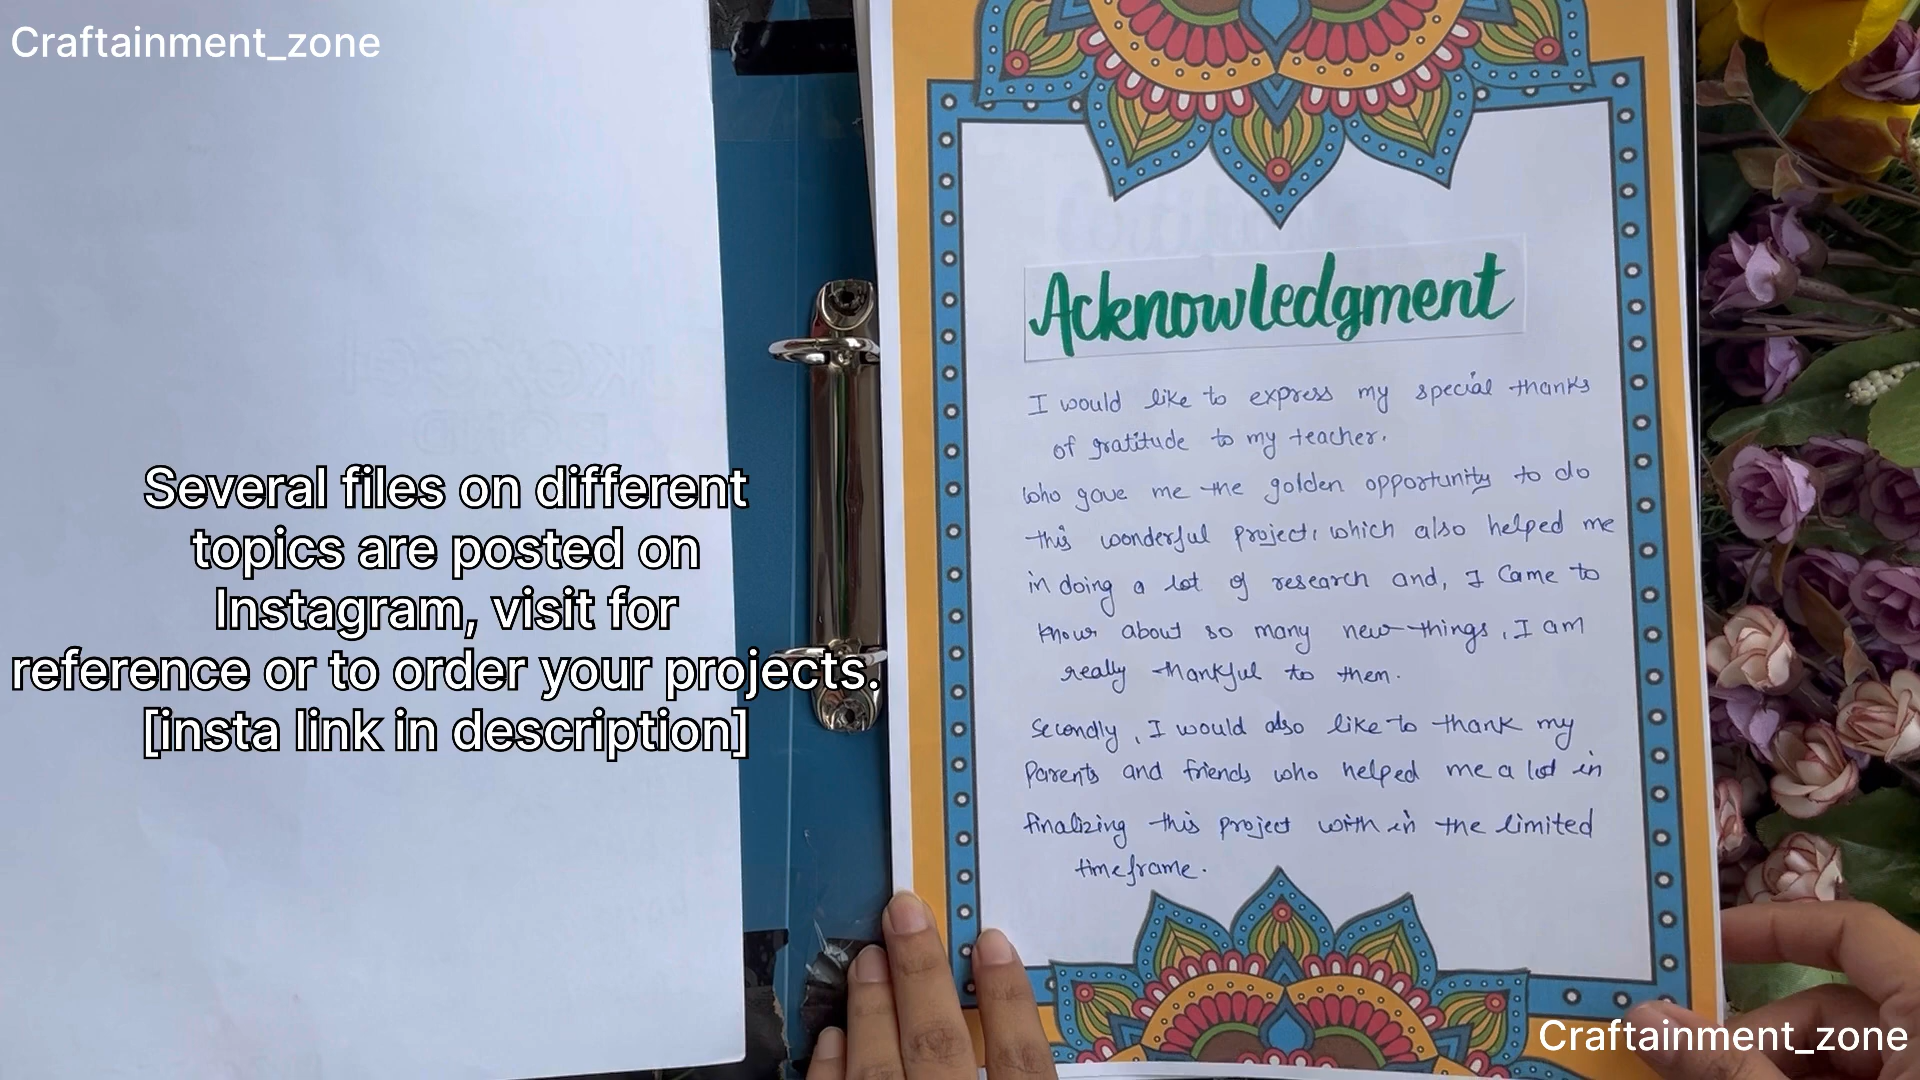 Craftainment_zone
Several files on different
topics are posted on
Instagram, visit for
reference or to order your projects.
[insta link in description]
Acknowledgment
I would like to express my special thanks
of gratitude to my teacher.
who gave me the golden opportunity to do
this wonderful project, which also helped me
in doing a lot of research and, I Came to
know about so many new things, I am
really thankful to them.
Secondly, I would also like to thank my
Parents and friends who helped me a lot in
finalizing this project with in the limited
timeframe.
Craftainment_zone